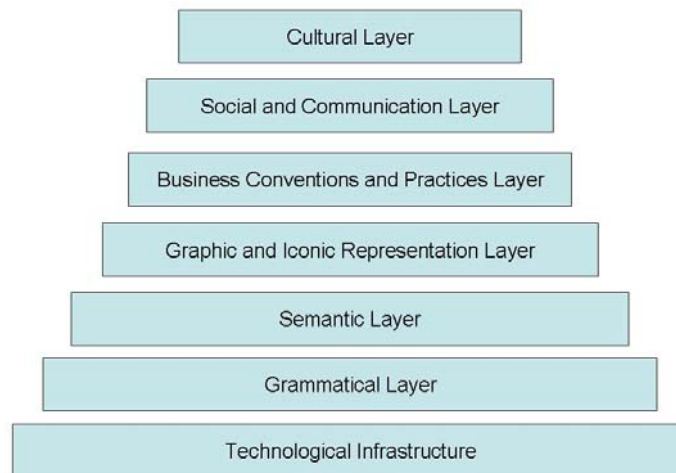 Cultural Layer
Social and Communication Layer
Business Conventions and Practices Layer
Graphic and Iconic Representation Layer
Semantic Layer
Grammatical Layer
Technological Infrastructure